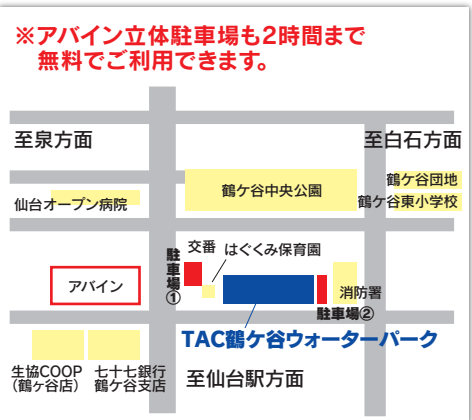 ※アバイン立体駐車場も2時間まで
無料でご利用できます。
至泉方面
至白石方面
鶴ケ谷団地
鶴ケ谷中央公園
仙台オープン病院
鶴ケ谷東小学校
交番
はぐくみ保育園
駐車場①
アバイン
消防署
駐車場②
TAC鶴ケ谷ウォーターパーク
生協COOP
（鶴ケ谷店）
七十七銀行
鶴ケ谷支店
至仙台駅方面